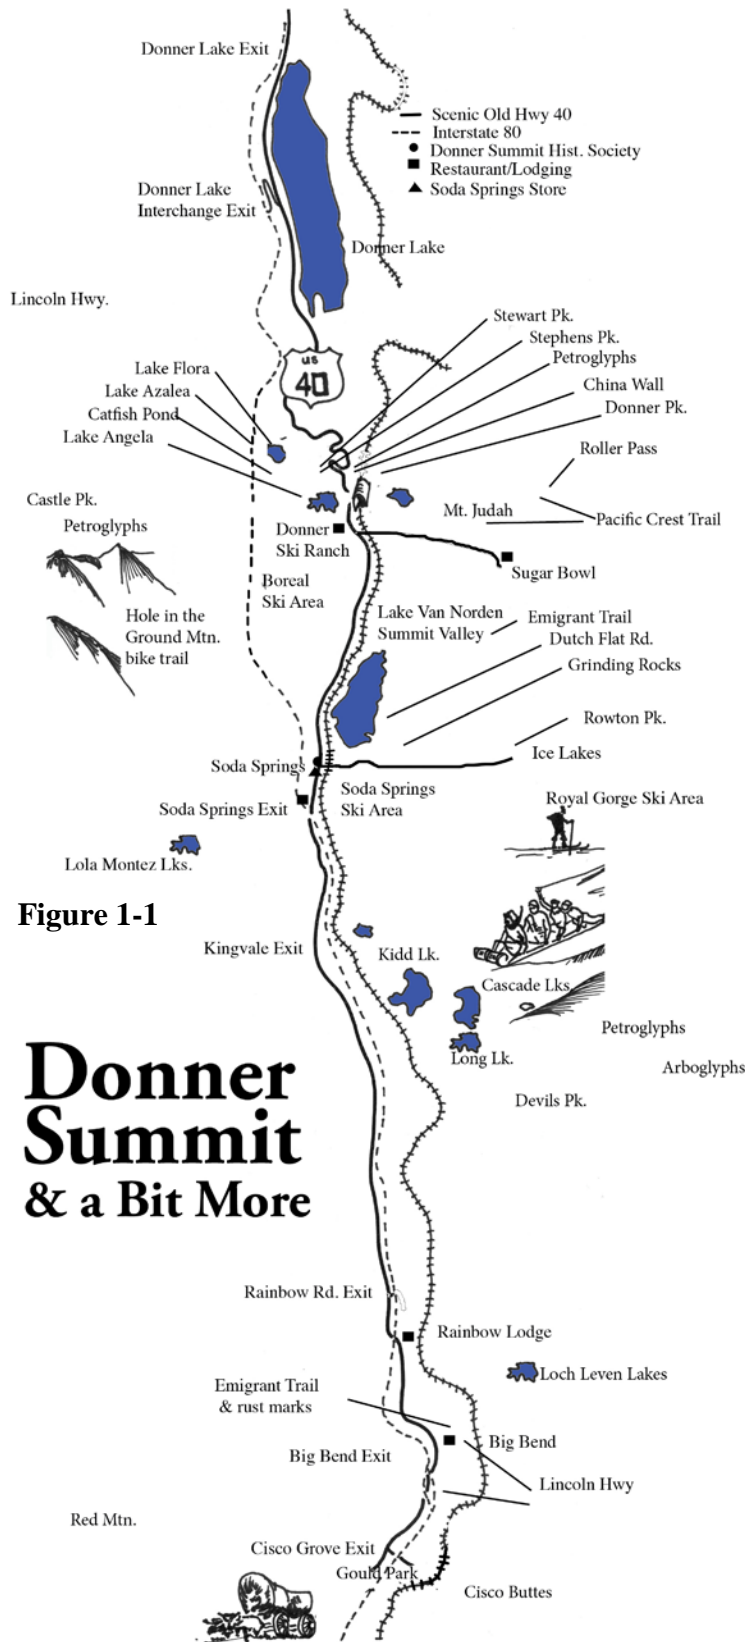 Donner Lake Exit
Scenic Old Hwy 40
Interstate 80
Donner Summit Hist. Society
Restaurant/Lodging
Soda Springs Store
Donner Lake
Interchange Exit
Donner Lake
Lincoln Hwy.
Stewart Pk.
Stephens Pk.
Petroglyphs
China Wall
Donner Pk.
Roller Pass
US
40
Lake Flora
Lake Azalea
Catfish Pond
Lake Angela
Castle Pk.
Petroglyphs
Mt. Judah
Pacific Crest Trail
Donner
Ski Ranch
Sugar Bowl
Boreal
Ski Area
Hole in the
Ground Mtn.
bike trail
Lake Van Norden
Summit Valley
Emigrant Trail
Dutch Flat Rd.
Grinding Rocks
Rowton Pk.
Ice Lakes
Soda Springs
Soda Springs
Ski Area
Soda Springs Exit
Royal Gorge Ski Area
Lola Montez Lks.
Figure 1-1
Kingvale Exit
Kidd Lk.
Cascade Lks.
Long Lk.
Petroglyphs
Arboglyphs
Devils Pk.
Donner
Summit
& a Bit More
Rainbow Rd. Exit
Rainbow Lodge
Loch Leven Lakes
Emigrant Trail
& rust marks
Big Bend Exit
Big Bend
Lincoln Hwy
Red Mtn.
Cisco Grove Exit
Gould Park
Cisco Buttes